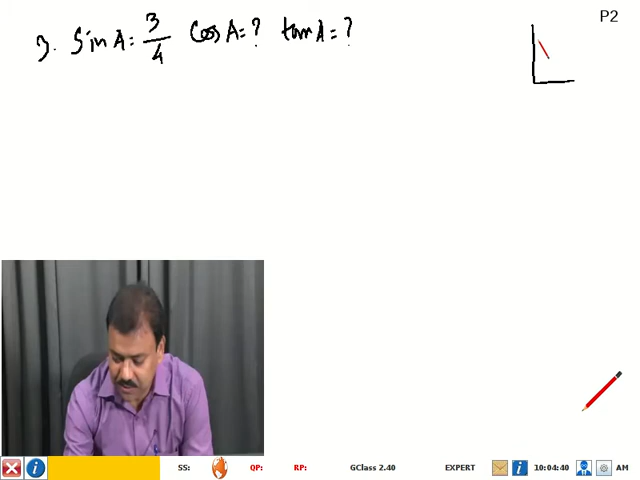 P2
3. Sin A = 3/4 Cos A = ? tan A = ?
SS: QP: RP: GClass 2.40 EXPERT 10:04:40 AM